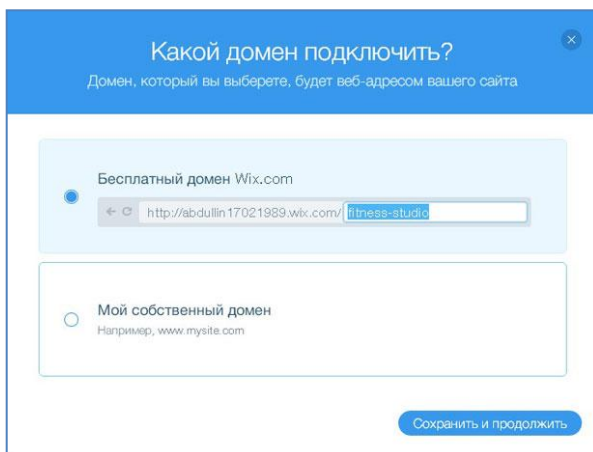 Какой домен подключить?
Домен, который вы выберете, будет веб-адресом вашего сайта
Бесплатный домен Wix.com
http://abdullin17021989.wix.com/ fitness-studio
Мой собственный домен
Например, www.mysite.com
Сохранить и продолжить